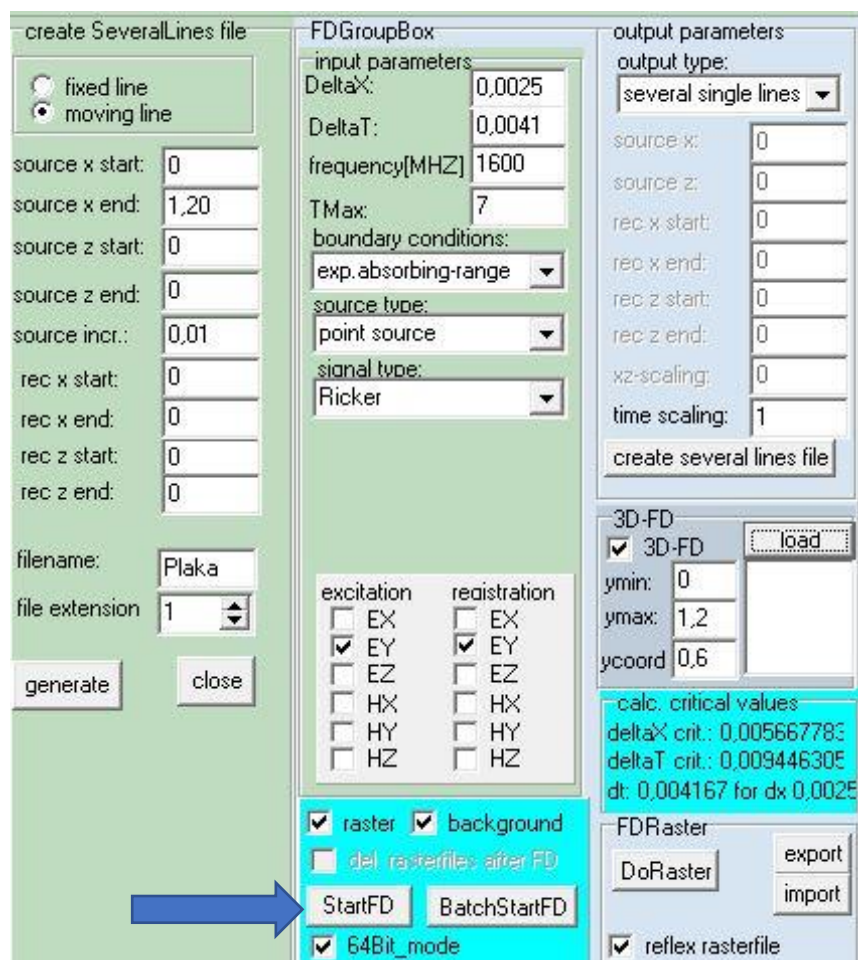 create SeveralLines file
fixed line
moving line
source x start: 0
source x end: 1,20
source z start: 0
source z end: 0
source incr.: 0,01
rec x start: 0
rec x end: 0
rec z start: 0
rec z end: 0
filename: Plaka
file extension 1
generate close
FDGroupBox
input parameters
DeltaX: 0,0025
DeltaT: 0,0041
frequency[MHZ] 1600
TMax: 7
boundary conditions:
exp.absorbing-range
source type:
point source
signal type:
Ricker
excitation registration
EX EX
EY EY
EZ EZ
HX HX
HY HY
HZ HZ
raster background
del. rasterfiles after FD
StartFD BatchStartFD
64Bit_mode
output parameters
output type:
several single lines
source x: 0
source z: 0
rec x start: 0
rec x end: 0
rec z start: 0
rec z end: 0
xz-scaling: 0
time scaling: 1
create several lines file
3D-FD
3D-FD load
ymin: 0
ymax: 1,2
ycoord 0,6
calc. critical values
deltaX crit.: 0,005667783
deltaT crit.: 0,009446305
dt: 0,004167 for dx 0,0025
FDRaster
DoRaster export
import
reflex rasterfile